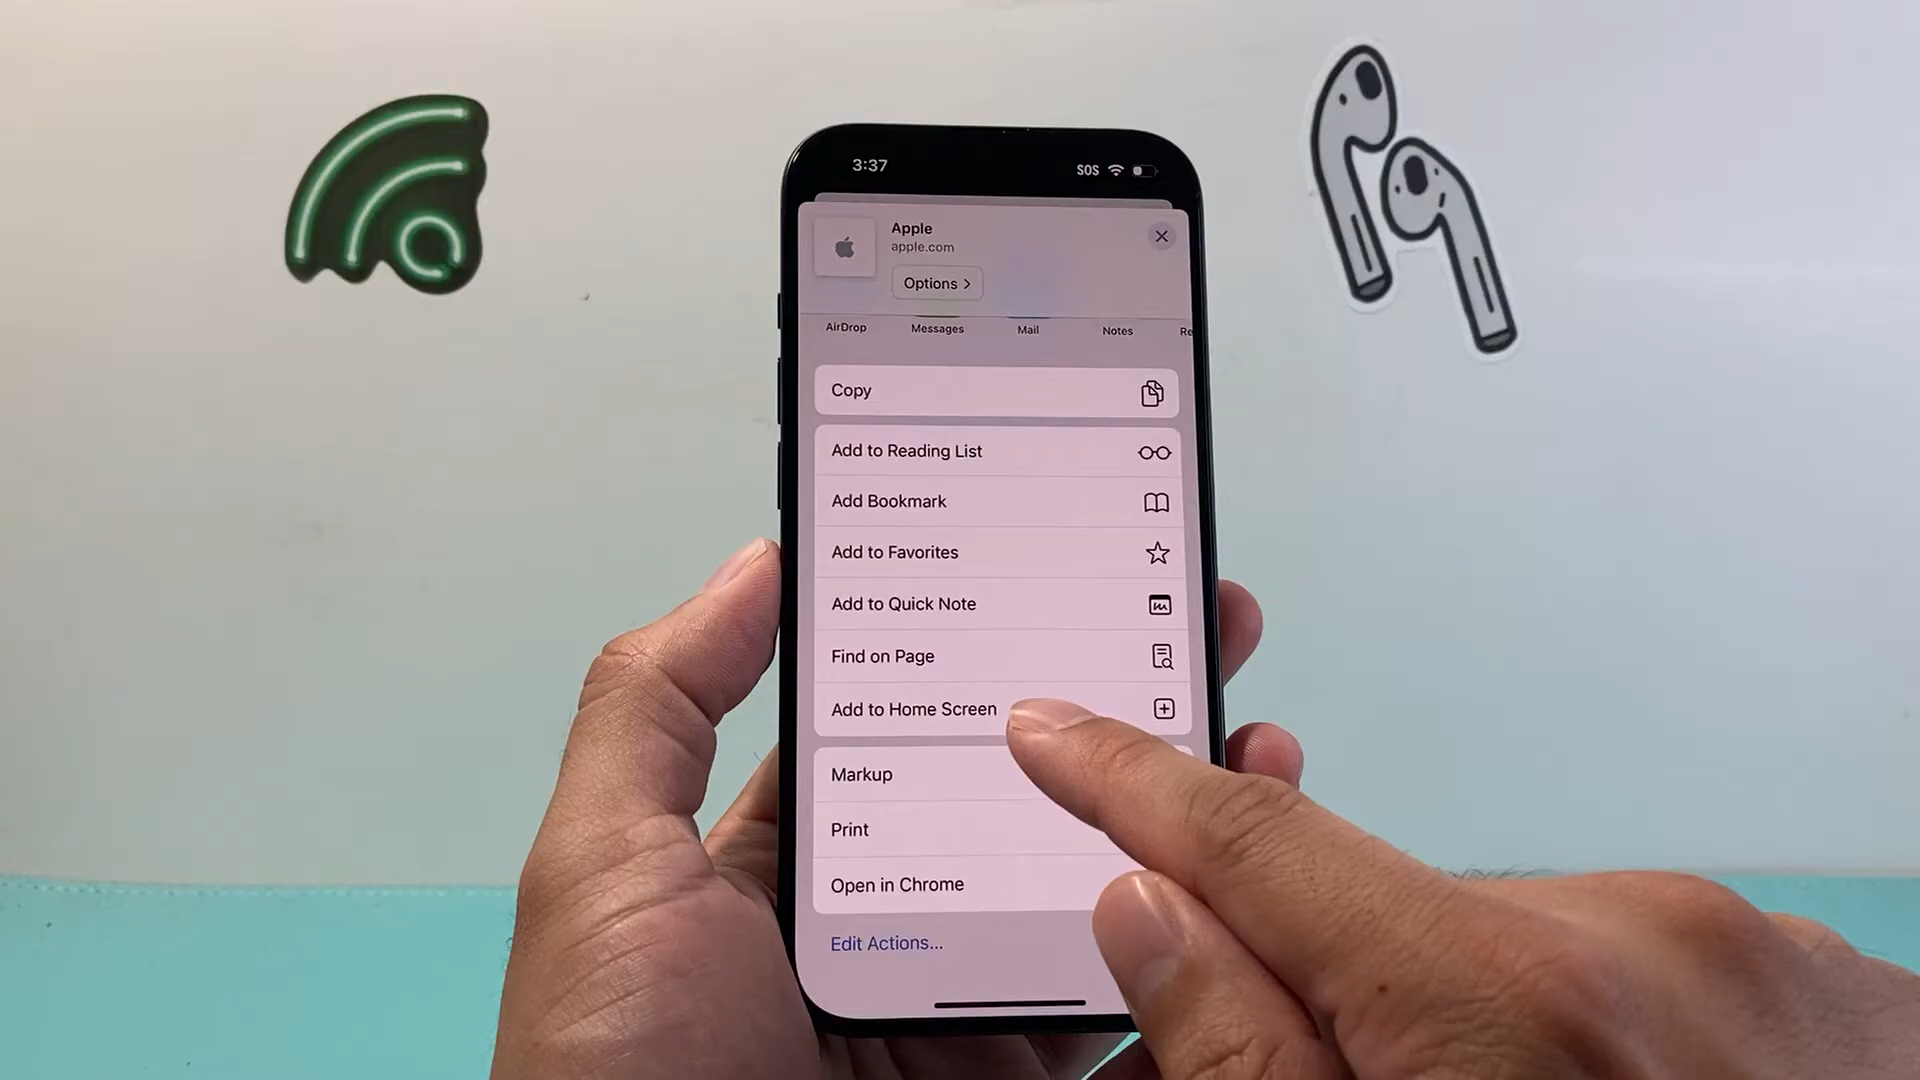 3:37
SOS
Apple
apple.com
Options >
AirDrop
Messages
Mail
Notes
Re
Copy
Add to Reading List
Add Bookmark
Add to Favorites
Add to Quick Note
Find on Page
Add to Home Screen
Markup
Print
Open in Chrome
Edit Actions...